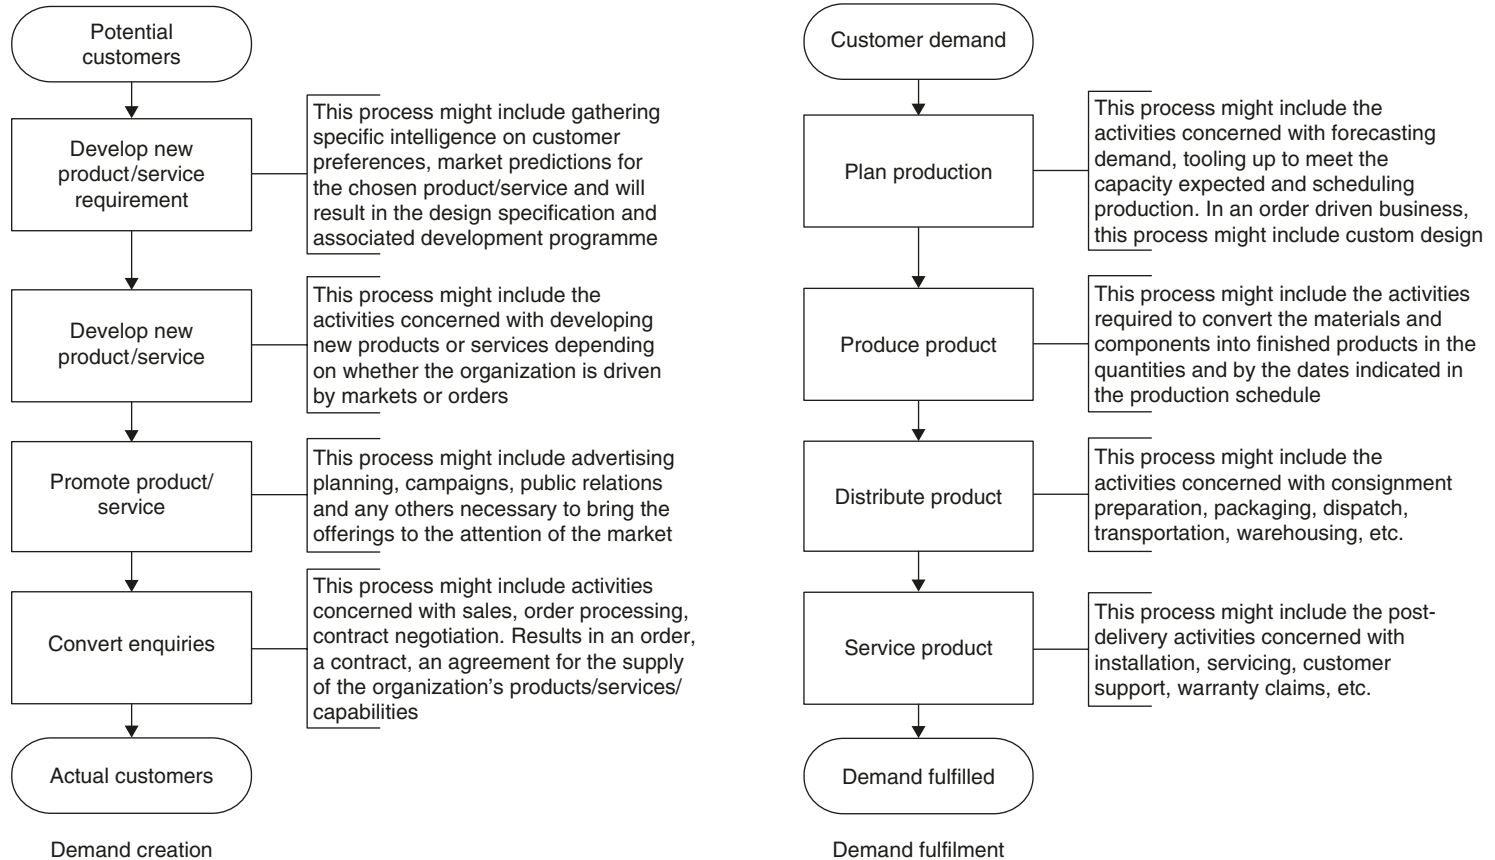 Potential
customers
Develop new
product/service
requirement
This process might include gathering
specific intelligence on customer
preferences, market predictions for
the chosen product/service and will
result in the design specification and
associated development programme
Develop new
product/service
This process might include the
activities concerned with developing
new products or services depending
on whether the organization is driven
by markets or orders
Promote product/
service
This process might include advertising
planning, campaigns, public relations
and any others necessary to bring the
offerings to the attention of the market
Convert enquiries
This process might include activities
concerned with sales, order processing,
contract negotiation. Results in an order,
a contract, an agreement for the supply
of the organization's products/services/
capabilities
Actual customers
Demand creation
Customer demand
Plan production
This process might include the
activities concerned with forecasting
demand, tooling up to meet the
capacity expected and scheduling
production. In an order driven business,
this process might include custom design
Produce product
This process might include the activities
required to convert the materials and
components into finished products in the
quantities and by the dates indicated in
the production schedule
Distribute product
This process might include the
activities concerned with consignment
preparation, packaging, dispatch,
transportation, warehousing, etc.
Service product
This process might include the post-
delivery activities concerned with
installation, servicing, customer
support, warranty claims, etc.
Demand fulfilled
Demand fulfilment